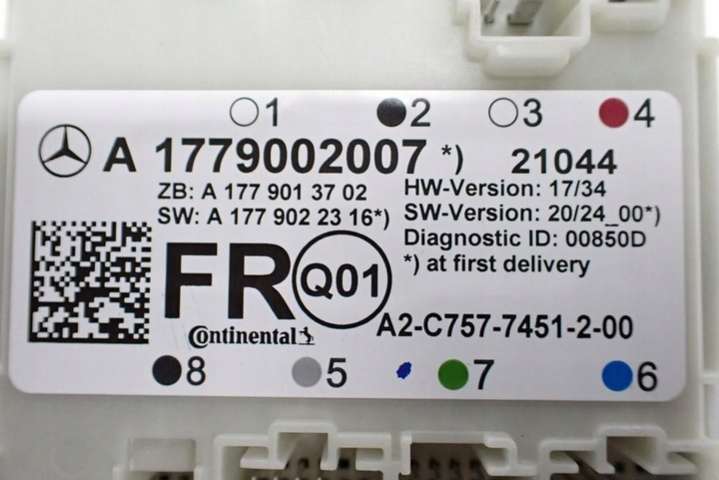 1 2 3 4
A 1779002007 *) 21044
ZB: A 177 901 37 02
SW: A 177 902 23 16*)
HW-Version: 17/34
SW-Version: 20/24_00*)
Diagnostic ID: 00850D
*) at first delivery
FR Q01
Continental
A2-C757-7451-2-00
8 5 7 6